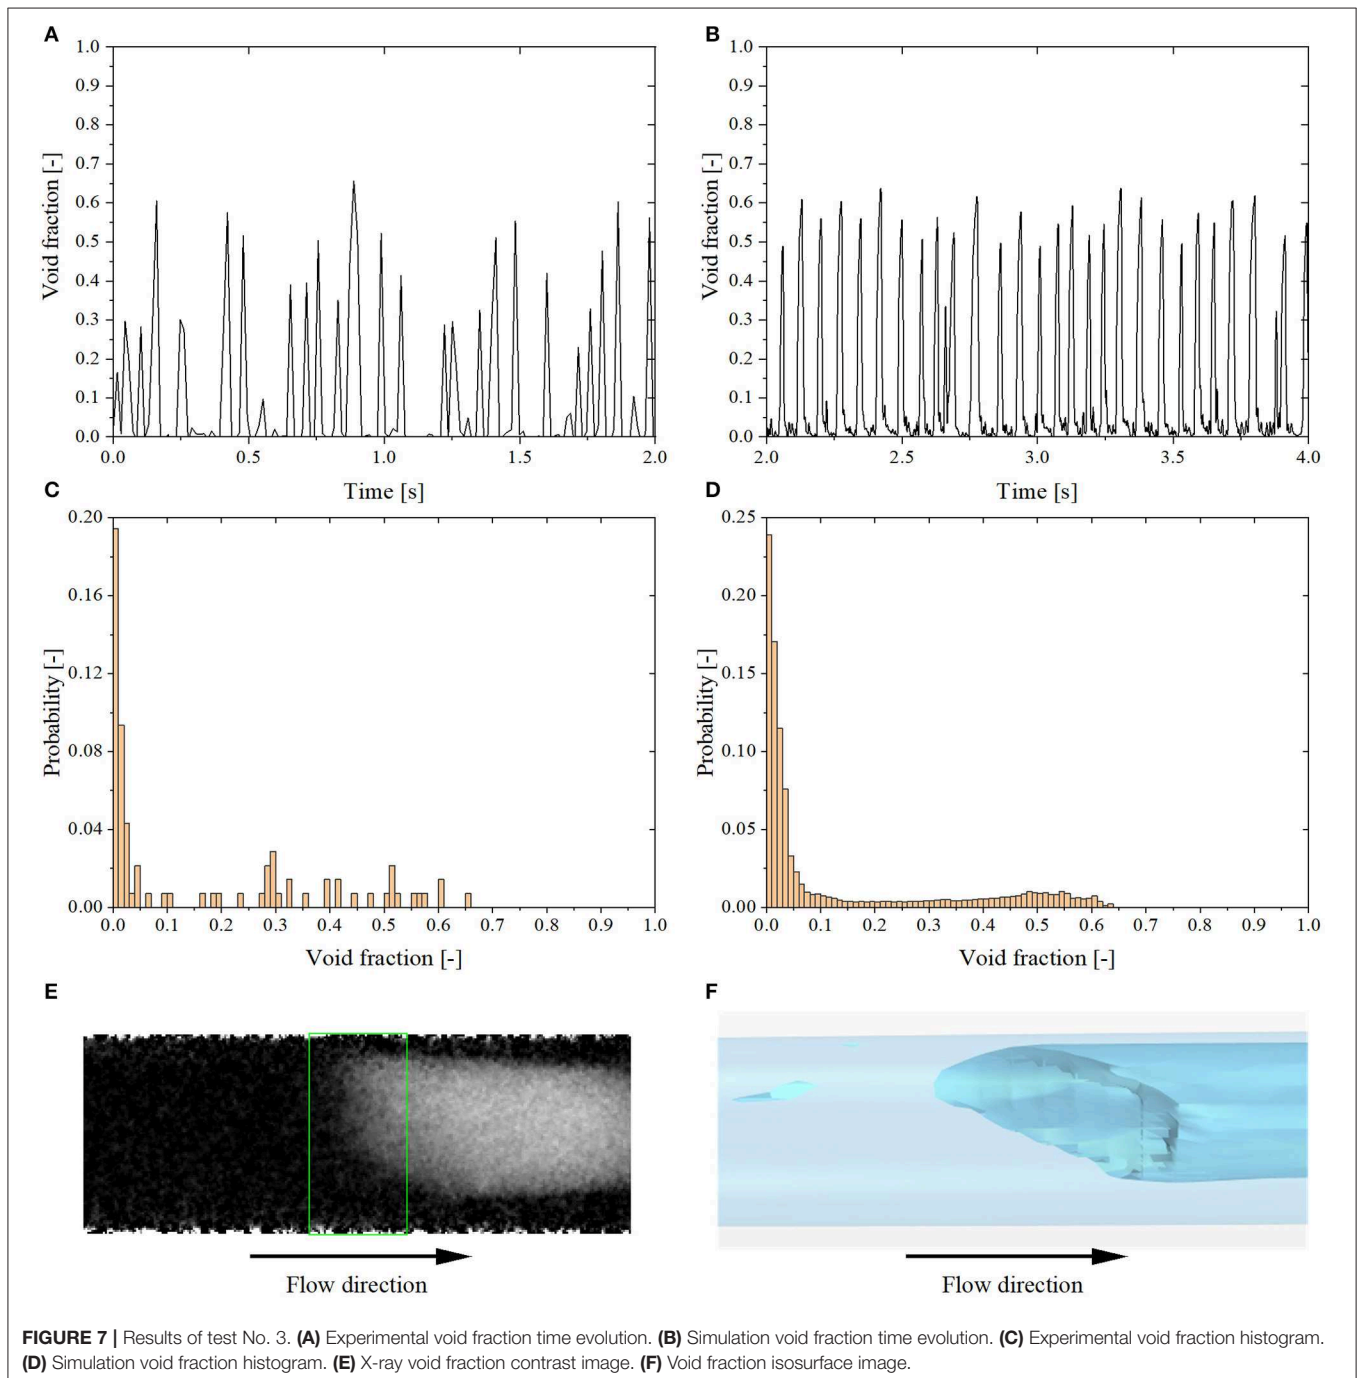 A
1.0
0.9
0.8
0.7
0.6
0.5
0.4
0.3
0.2
0.1
0.0
Void fraction [-]
0.0 0.5 1.0 1.5 2.0
Time [s]
B
1.0
0.9
0.8
0.7
0.6
0.5
0.4
0.3
0.2
0.1
0.0
Void fraction [-]
2.0 2.5 3.0 3.5 4.0
Time [s]
C
0.20
0.16
0.12
0.08
0.04
0.00
Probability [-]
0.0 0.1 0.2 0.3 0.4 0.5 0.6 0.7 0.8 0.9 1.0
Void fraction [-]
D
0.25
0.20
0.15
0.10
0.05
0.00
Probability [-]
0.0 0.1 0.2 0.3 0.4 0.5 0.6 0.7 0.8 0.9 1.0
Void fraction [-]
E
Flow direction
F
Flow direction
FIGURE 7 | Results of test No. 3. (A) Experimental void fraction time evolution. (B) Simulation void fraction time evolution. (C) Experimental void fraction histogram.
(D) Simulation void fraction histogram. (E) X-ray void fraction contrast image. (F) Void fraction isosurface image.